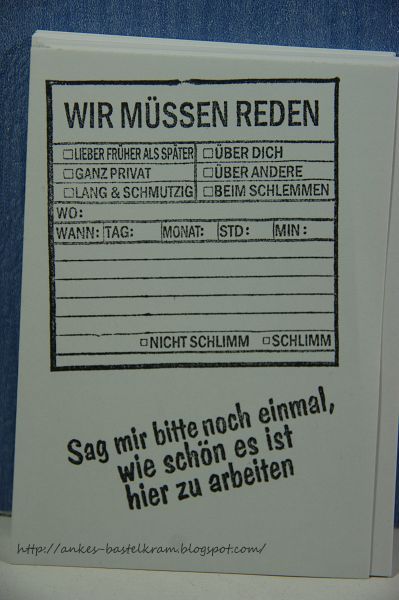 WIR MÜSSEN REDEN
LIEBER FRÜHER ALS SPÄTER ÜBER DICH
GANZ PRIVAT ÜBER ANDERE
LANG & SCHMUTZIG BEIM SCHLEMMEN
WO:
WANN: TAG: MONAT: STD: MIN:
NICHT SCHLIMM SCHLIMM
Sag mir bitte noch einmal,
wie schön es ist
hier zu arbeiten
http://ankes-bastelkram.blogspot.com/